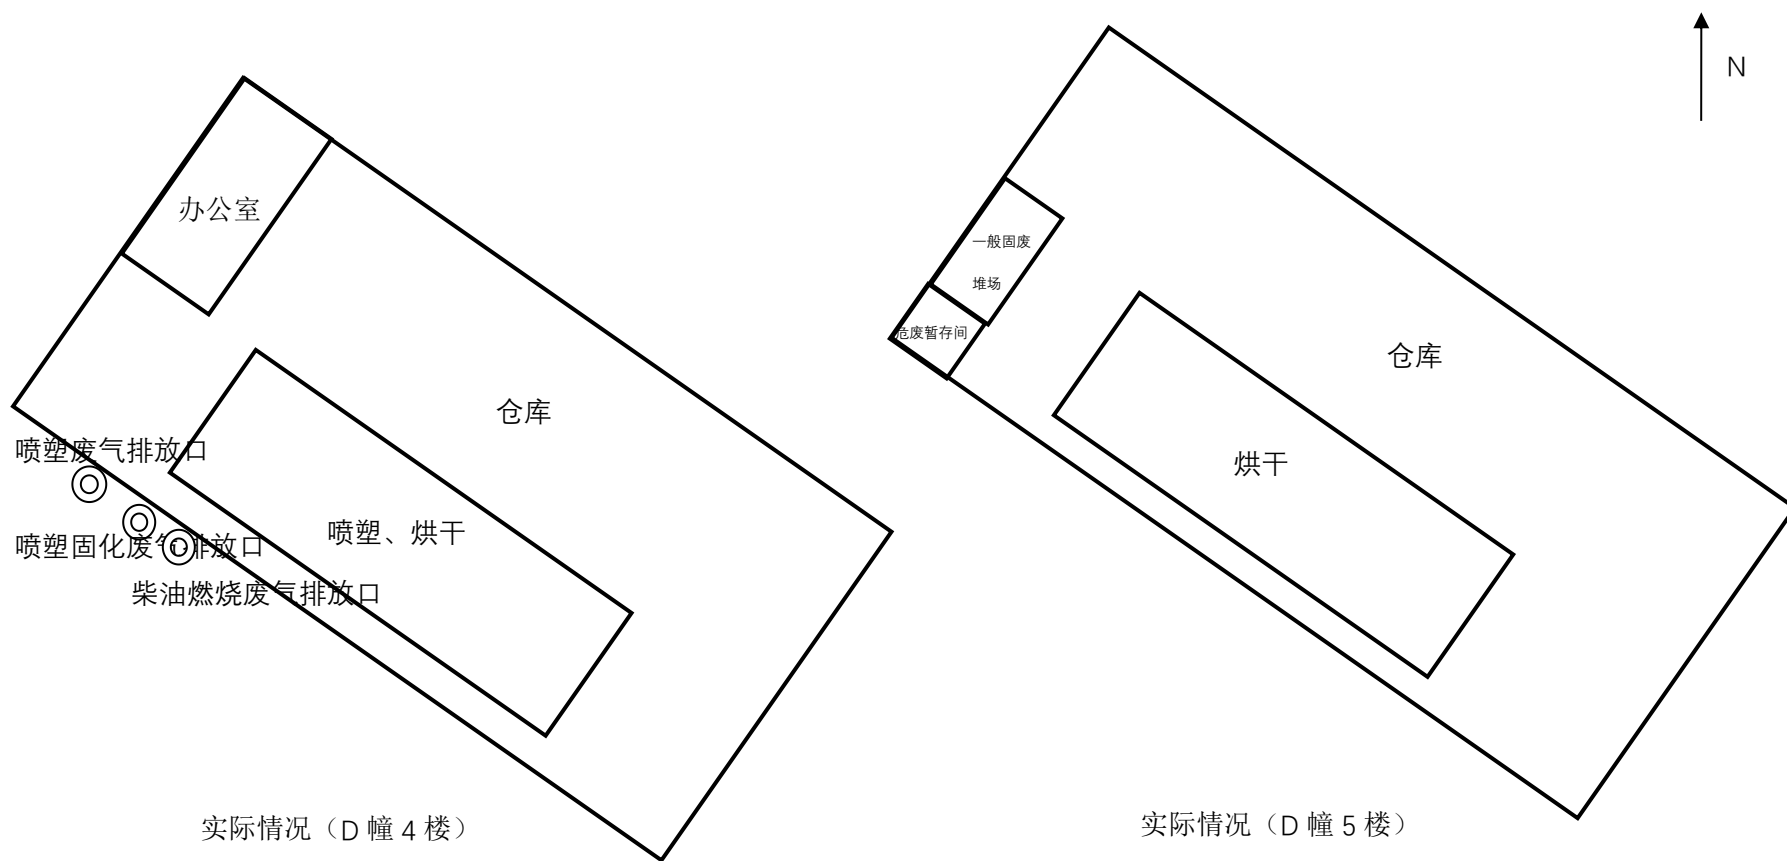 N
办公室
仓库
喷塑废气排放口
喷塑、烘干
喷塑固化废气排放口
柴油燃烧废气排放口
实际情况（D 幢 4 楼）
一般固废
堆场
危废暂存间
仓库
烘干
实际情况（D 幢 5 楼）